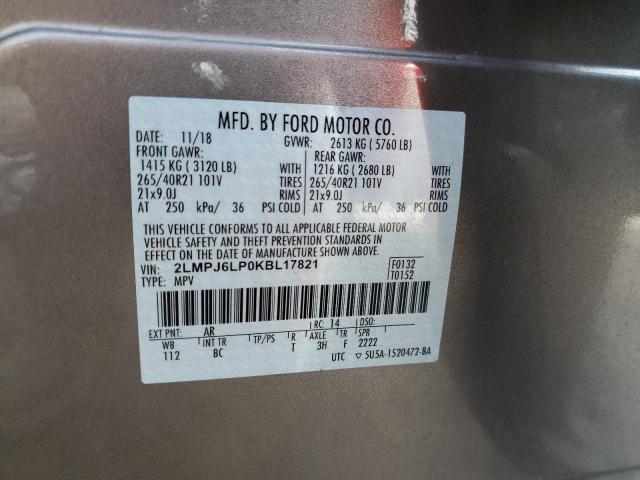 MFD. BY FORD MOTOR CO.
DATE: 11/18 GVWR: 2613 KG (5760 LB)
FRONT GAWR: REAR GAWR:
1415 KG (3120 LB) WITH 1216 KG (2680 LB) WITH
265/40R21 101V TIRES 265/40R21 101V TIRES
21x9.0J RIMS 21x9.0J RIMS
AT 250 kPa/ 36 PSI COLD AT 250 kPa/ 36 PSI COLD
THIS VEHICLE CONFORMS TO ALL APPLICABLE FEDERAL MOTOR
VEHICLE SAFETY AND THEFT PREVENTION STANDARDS IN
EFFECT ON THE DATE OF MANUFACTURE SHOWN ABOVE.
VIN: 2LMPJ6LP0KBL17821 F0132
TYPE: MPV T0152
EXT PNT: AR RC: 14 DSO:
WB INT TR TP/PS R AXLE TR SPR
112 BC T 3H F 2222
UTC ▽ 5U5A-1520472-BA